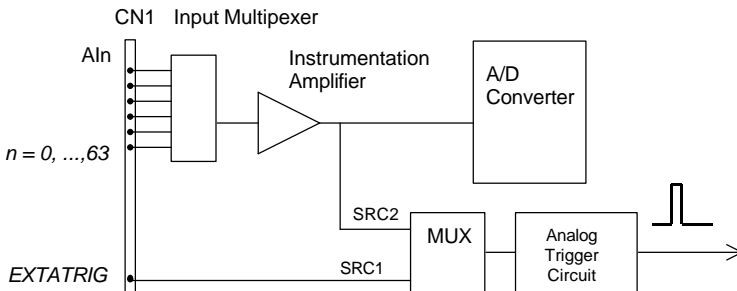 CN1 Input Multipexer
AIn
Instrumentation
Amplifier
A/D
Converter
n = 0, ...,63
SRC2
MUX
Analog
Trigger
Circuit
SRC1
EXTATRIG